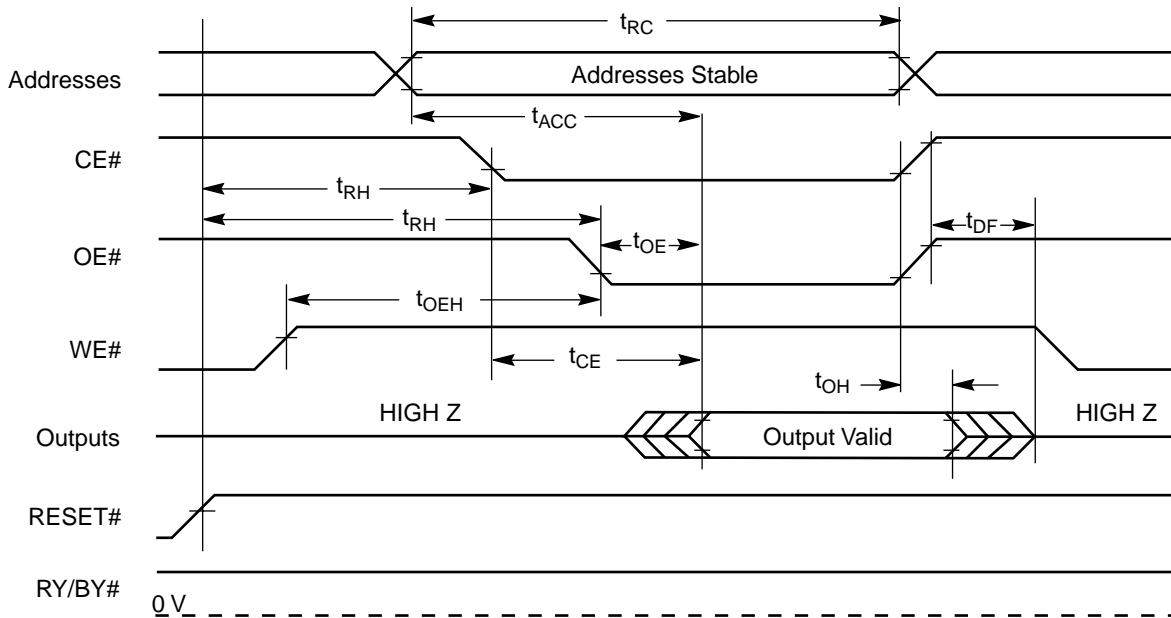 tRC
Addresses
Addresses Stable
tACC
CE#
tRH
tRH
tDF
OE#
tOE
tOEH
WE#
tCE
tOH
HIGH Z
HIGH Z
Outputs
Output Valid
RESET#
RY/BY#
0 V